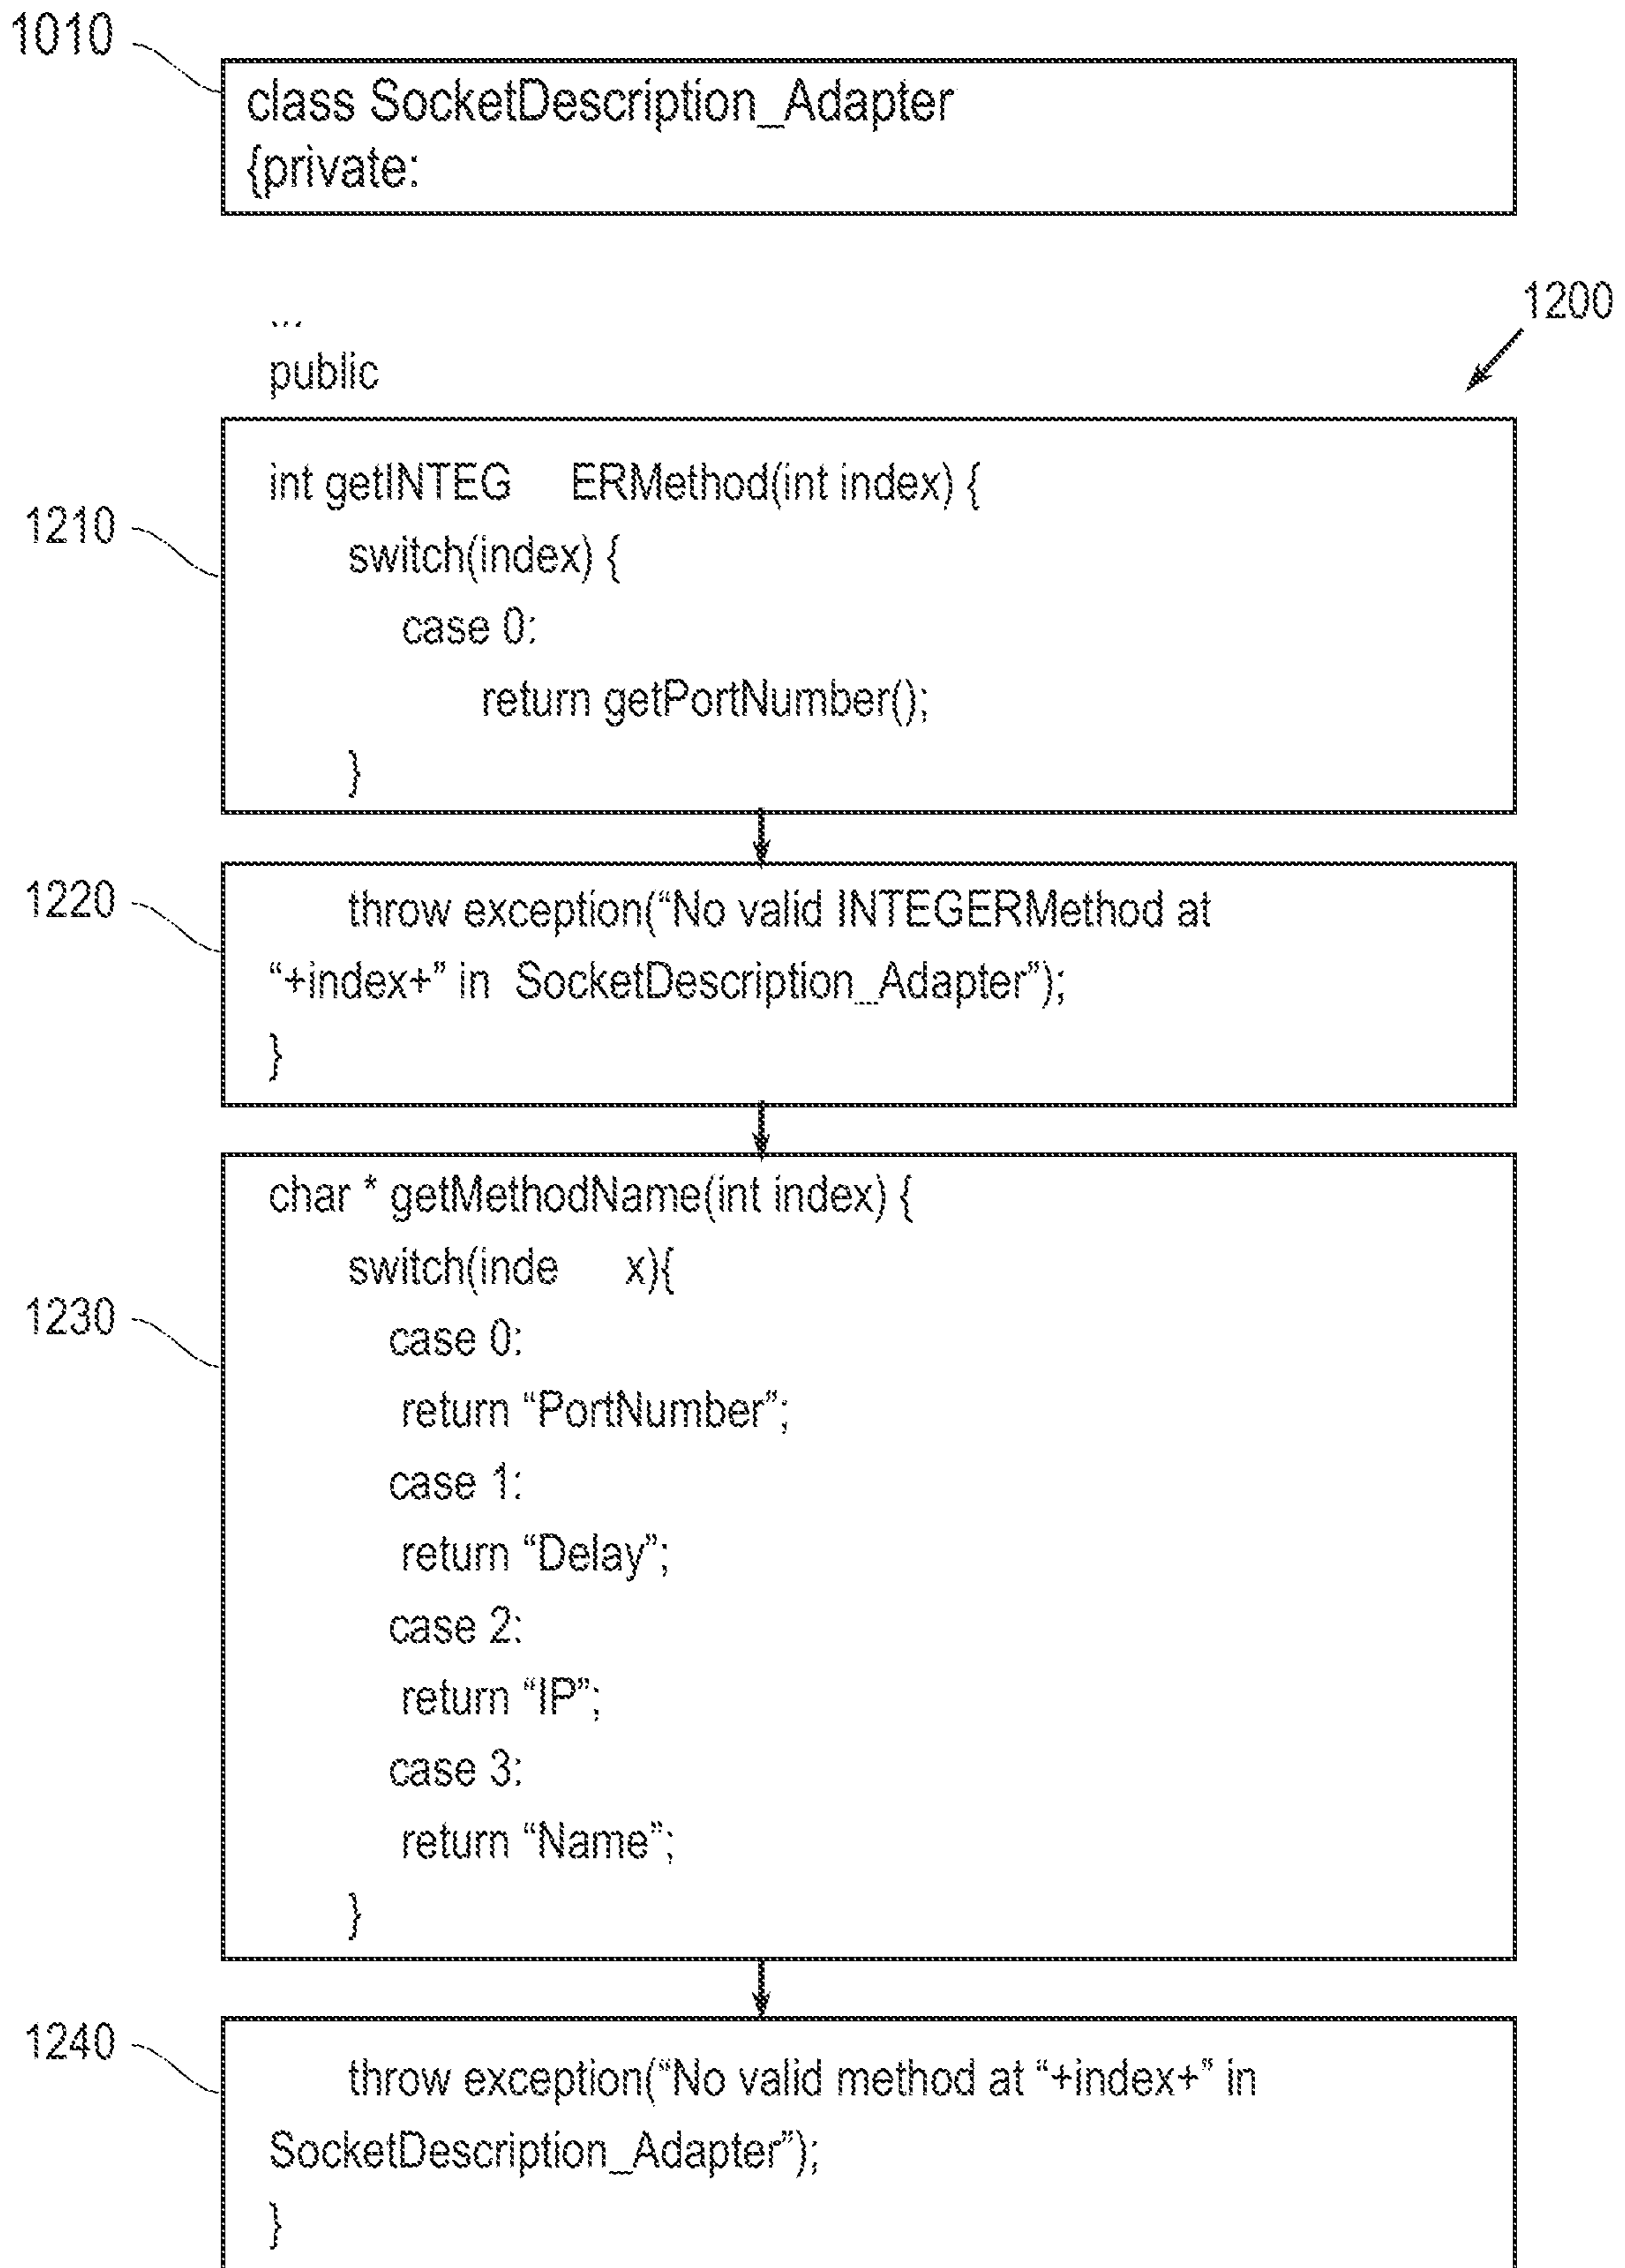 1010
class SocketDescription_Adapter
{private:
...
public
1200
1210
int getINTEG ERMethod(int index) {
switch(index) {
case 0:
return getPortNumber();
}
1220
throw exception(“No valid INTEGERMethod at
“+index+” in SocketDescription_Adapter”);
}
1230
char * getMethodName(int index) {
switch(inde x){
case 0:
return “PortNumber”;
case 1:
return “Delay”;
case 2:
return “IP”;
case 3:
return “Name”;
}
1240
throw exception(“No valid method at “+index+” in
SocketDescription_Adapter”);
}